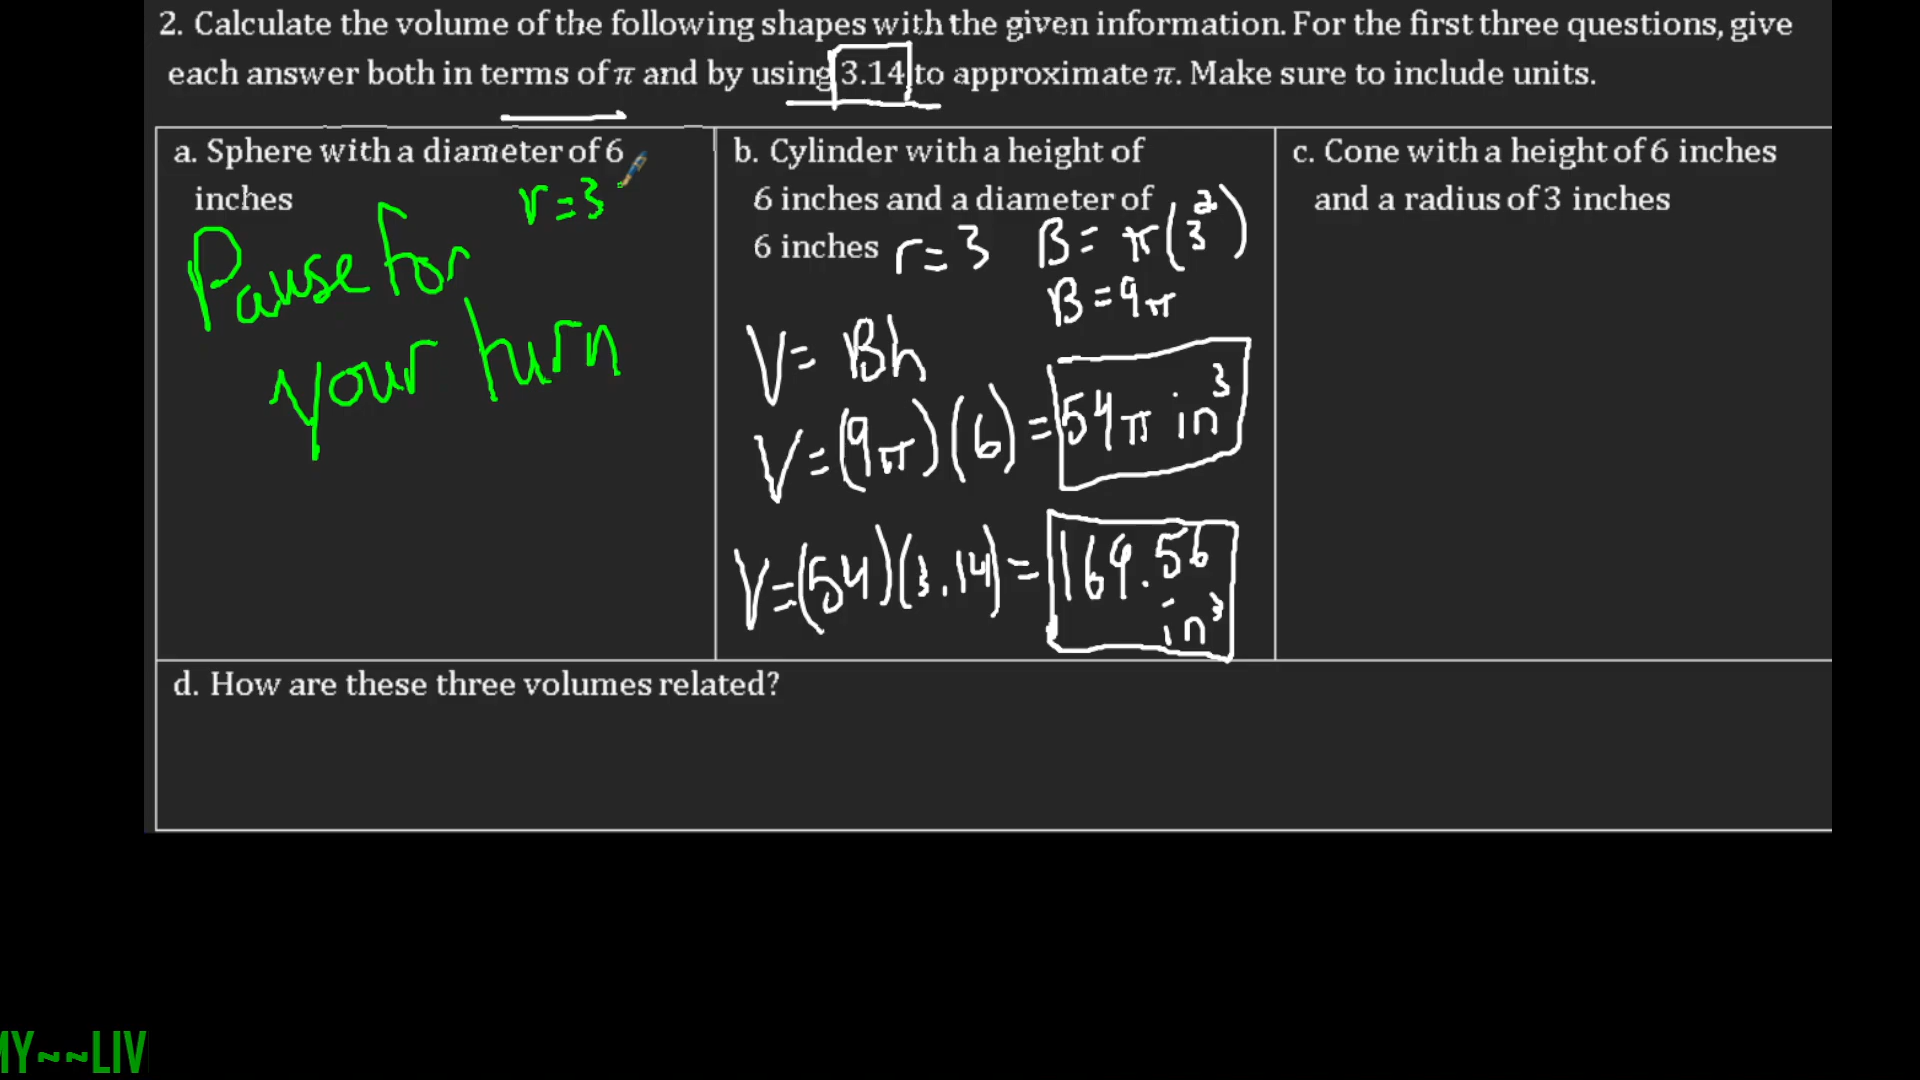 2. Calculate the volume of the following shapes with the given information. For the first three questions, give
each answer both in terms of π and by using 3.14 to approximate π. Make sure to include units.
a. Sphere with a diameter of 6
inches
r=3
Pause for
your turn
b. Cylinder with a height of
6 inches and a diameter of
6 inches r=3
B= π(3²)
B=9π
V= Bh
V=(9π)(6)=54π in³
V=(54)(3.14)=169.56
in³
c. Cone with a height of 6 inches
and a radius of 3 inches
d. How are these three volumes related?
MY~~LIV